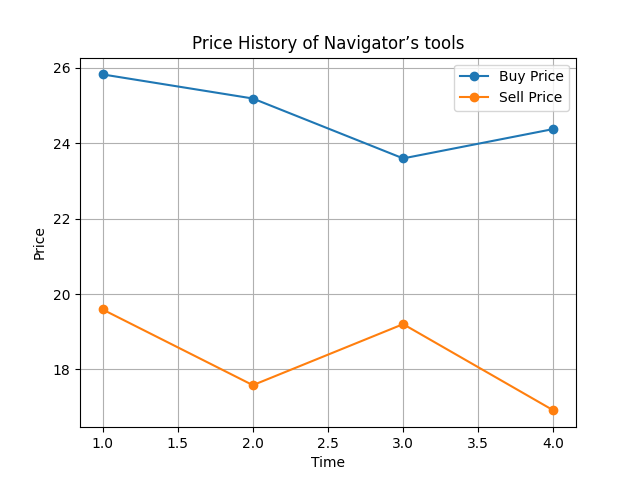 Price History of Navigator’s tools
Buy Price
Sell Price
26
24
22
20
18
Price
1.0 1.5 2.0 2.5 3.0 3.5 4.0
Time